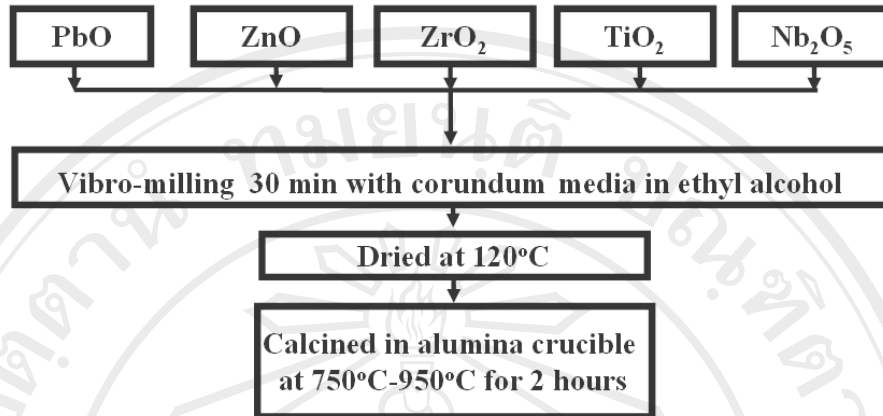 PbO
ZnO
ZrO₂
TiO₂
Nb₂O₅
Vibro-milling 30 min with corundum media in ethyl alcohol
Dried at 120°C
Calcined in alumina crucible
at 750°C-950°C for 2 hours